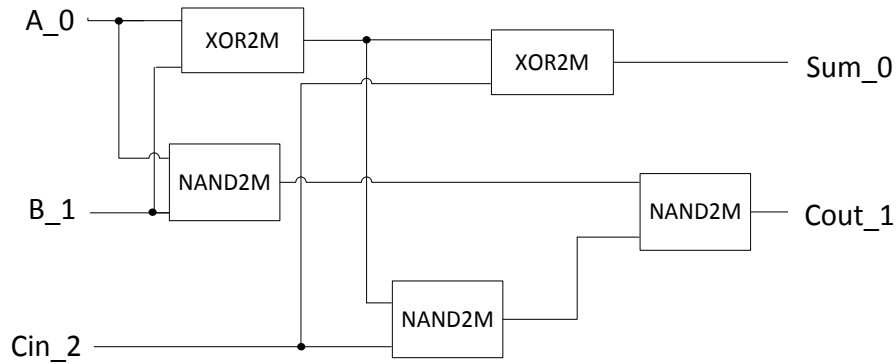 A_0
XOR2M
XOR2M
Sum_0
NAND2M
B_1
NAND2M
Cout_1
NAND2M
Cin_2